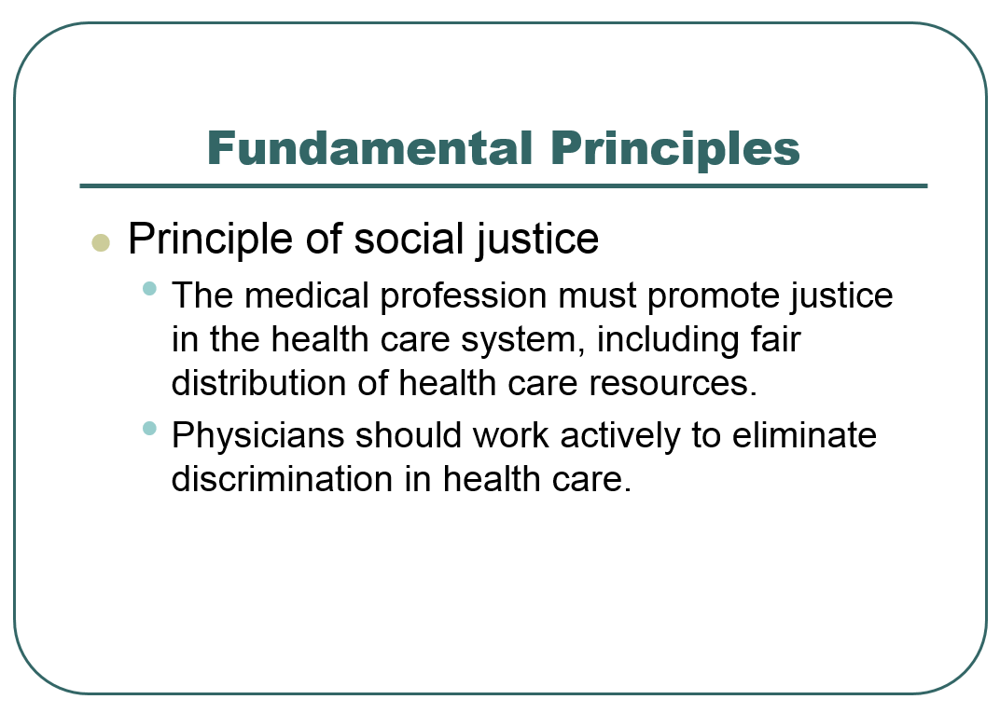 Fundamental Principles
Principle of social justice
The medical profession must promote justice
in the health care system, including fair
distribution of health care resources.
Physicians should work actively to eliminate
discrimination in health care.